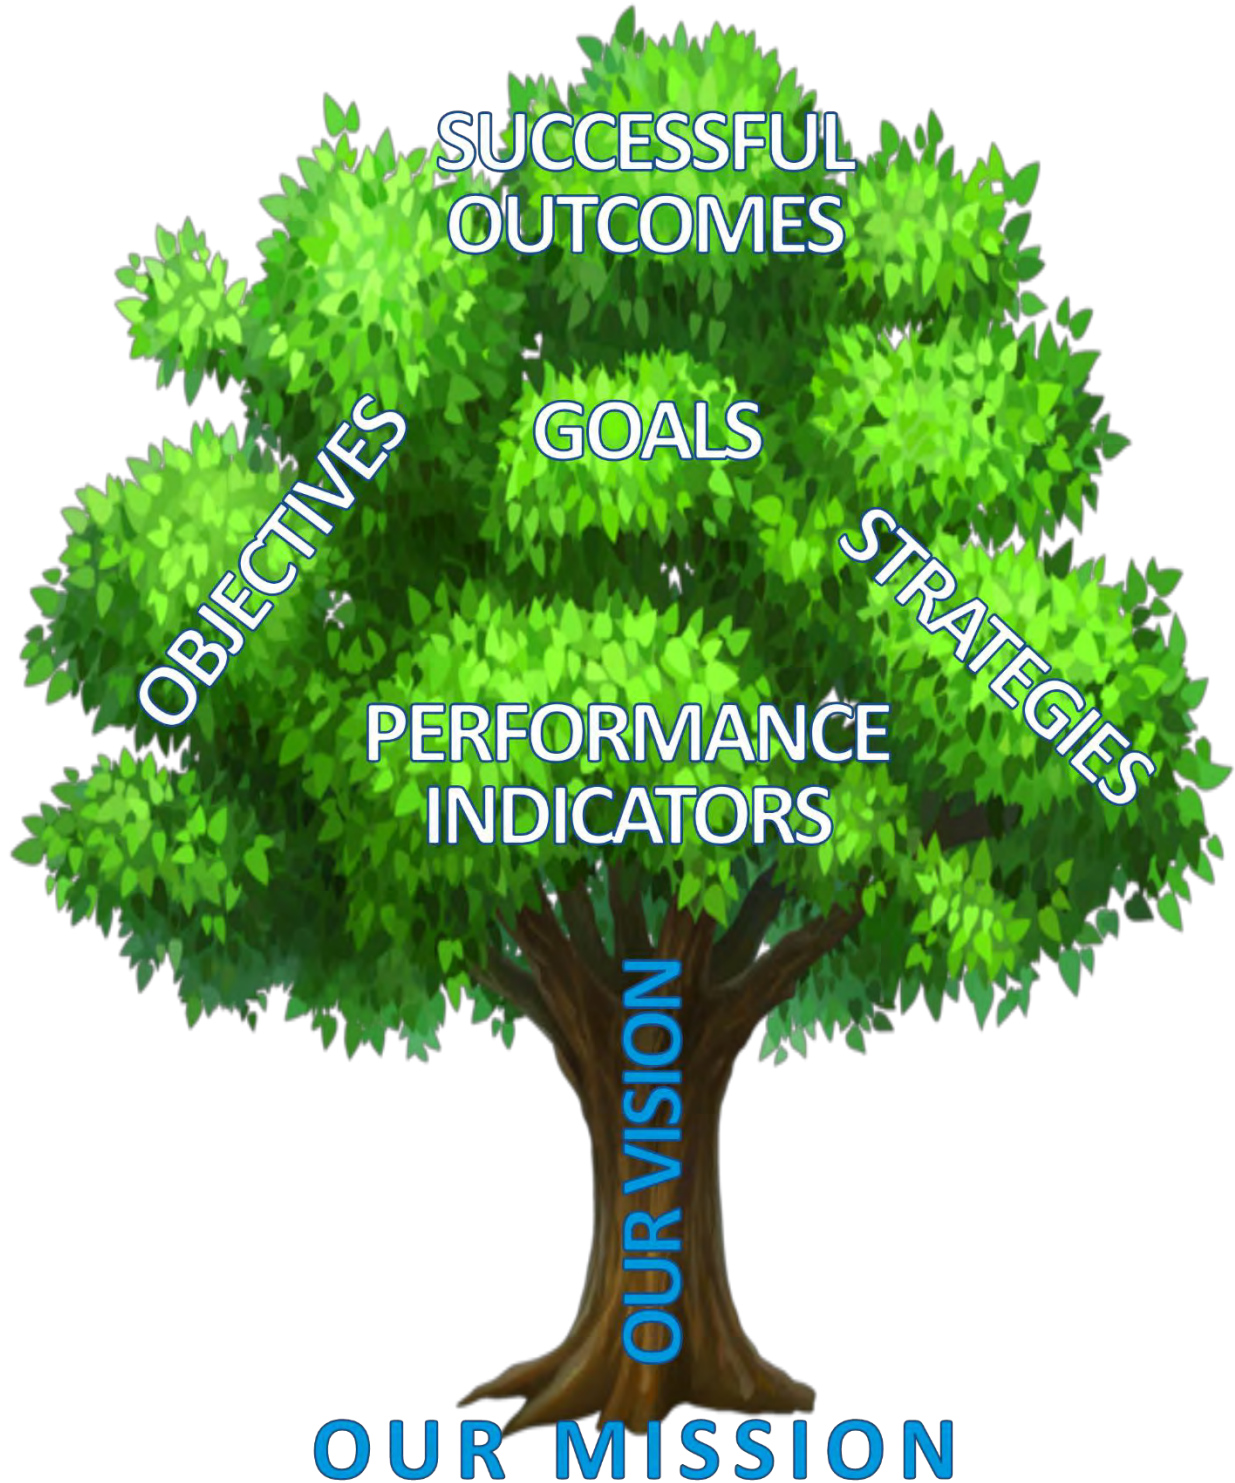 SUCCESSFUL
OUTCOMES
GOALS
OBJECTIVES
STRATEGIES
PERFORMANCE
INDICATORS
OUR VISION
OUR MISSION